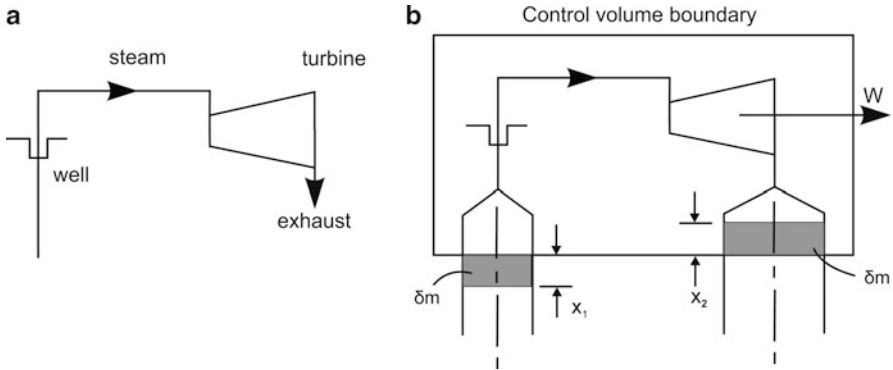 a
steam
turbine
well
exhaust
b
Control volume boundary
W
δm
x₁
x₂
δm